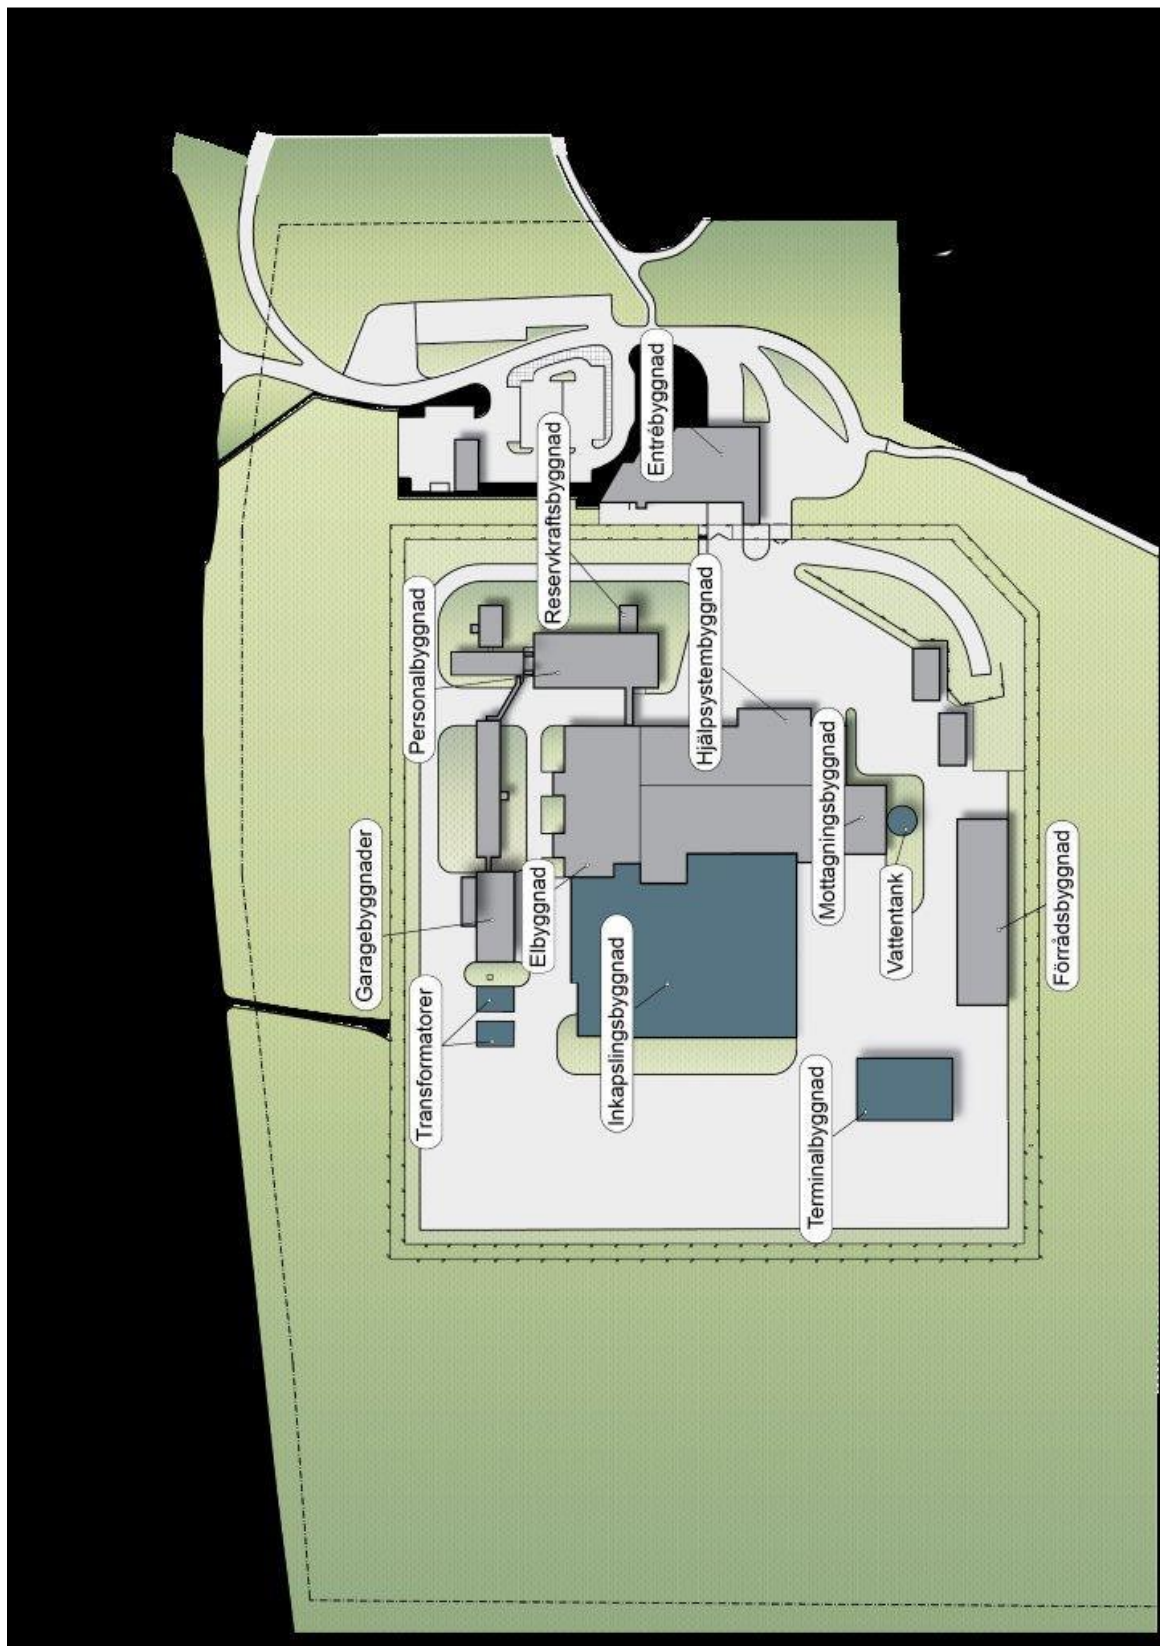 Entrébyggnad
Reservkraftsbyggnad
Hjälpsystembyggnad
Personalbyggnad
Mottagningsbyggnad
Garagebyggnader
Elbyggnad
Vattentank
Förrådsbyggnad
Inkapslingsbyggnad
Transformatorer
Terminalbyggnad